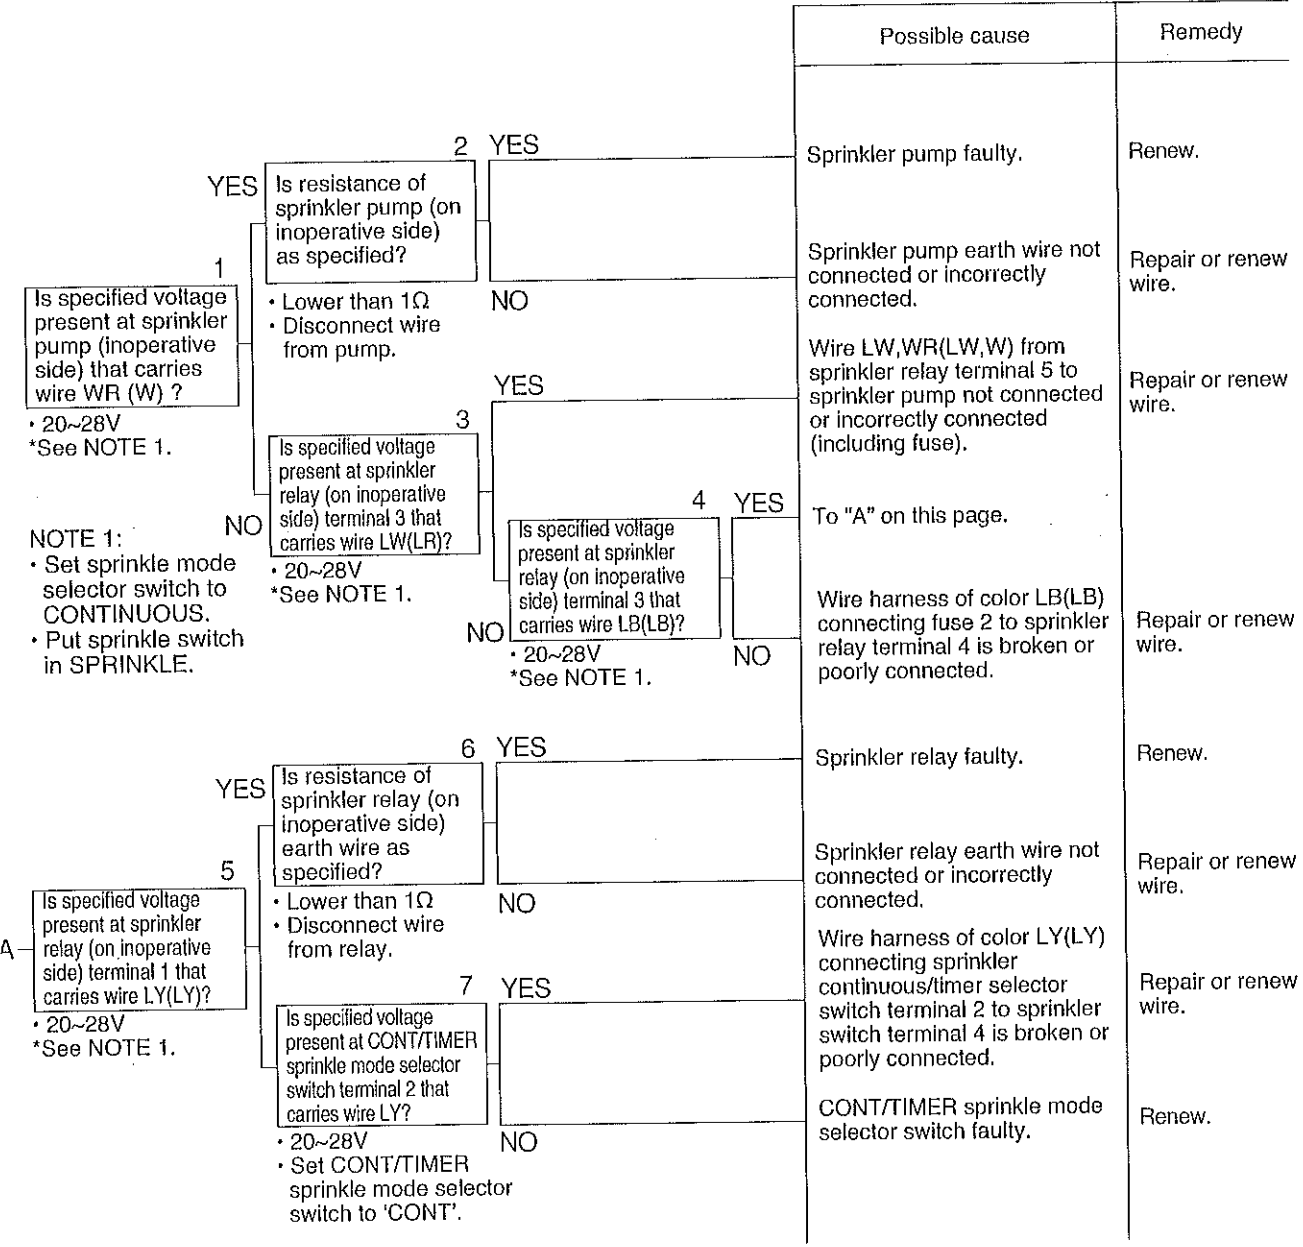 Possible cause
Remedy
2 YES
Sprinkler pump faulty.
Renew.
YES
Is resistance of
sprinkler pump (on
inoperative side)
as specified?
Sprinkler pump earth wire not
connected or incorrectly
connected.
Repair or renew
wire.
1
Is specified voltage
present at sprinkler
pump (inoperative
side) that carries
wire WR (W) ?
• Lower than 1Ω
• Disconnect wire
from pump.
NO
• 20~28V
*See NOTE 1.
YES
Wire LW,WR(LW,W) from
sprinkler relay terminal 5 to
sprinkler pump not connected
or incorrectly connected
(including fuse).
Repair or renew
wire.
3
Is specified voltage
present at sprinkler
relay (on inoperative
side) terminal 3 that
carries wire LW(LR)?
NO
• 20~28V
*See NOTE 1.
NOTE 1:
• Set sprinkle mode
selector switch to
CONTINUOUS.
• Put sprinkle switch
in SPRINKLE.
4 YES
To "A" on this page.
Is specified voltage
present at sprinkler
relay (on inoperative
side) terminal 3 that
carries wire LB(LB)?
NO
• 20~28V
*See NOTE 1.
NO
Wire harness of color LB(LB)
connecting fuse 2 to sprinkler
relay terminal 4 is broken or
poorly connected.
Repair or renew
wire.
6 YES
Sprinkler relay faulty.
Renew.
YES
Is resistance of
sprinkler relay (on
inoperative side)
earth wire as
specified?
• Lower than 1Ω
• Disconnect wire
from relay.
NO
Sprinkler relay earth wire not
connected or incorrectly
connected.
Repair or renew
wire.
5
A
Is specified voltage
present at sprinkler
relay (on inoperative
side) terminal 1 that
carries wire LY(LY)?
• 20~28V
*See NOTE 1.
7 YES
Wire harness of color LY(LY)
connecting sprinkler
continuous/timer selector
switch terminal 2 to sprinkler
switch terminal 4 is broken or
poorly connected.
Repair or renew
wire.
Is specified voltage
present at CONT/TIMER
sprinkle mode selector
switch terminal 2 that
carries wire LY?
• 20~28V
• Set CONT/TIMER
sprinkle mode selector
switch to 'CONT'.
NO
CONT/TIMER sprinkle mode
selector switch faulty.
Renew.